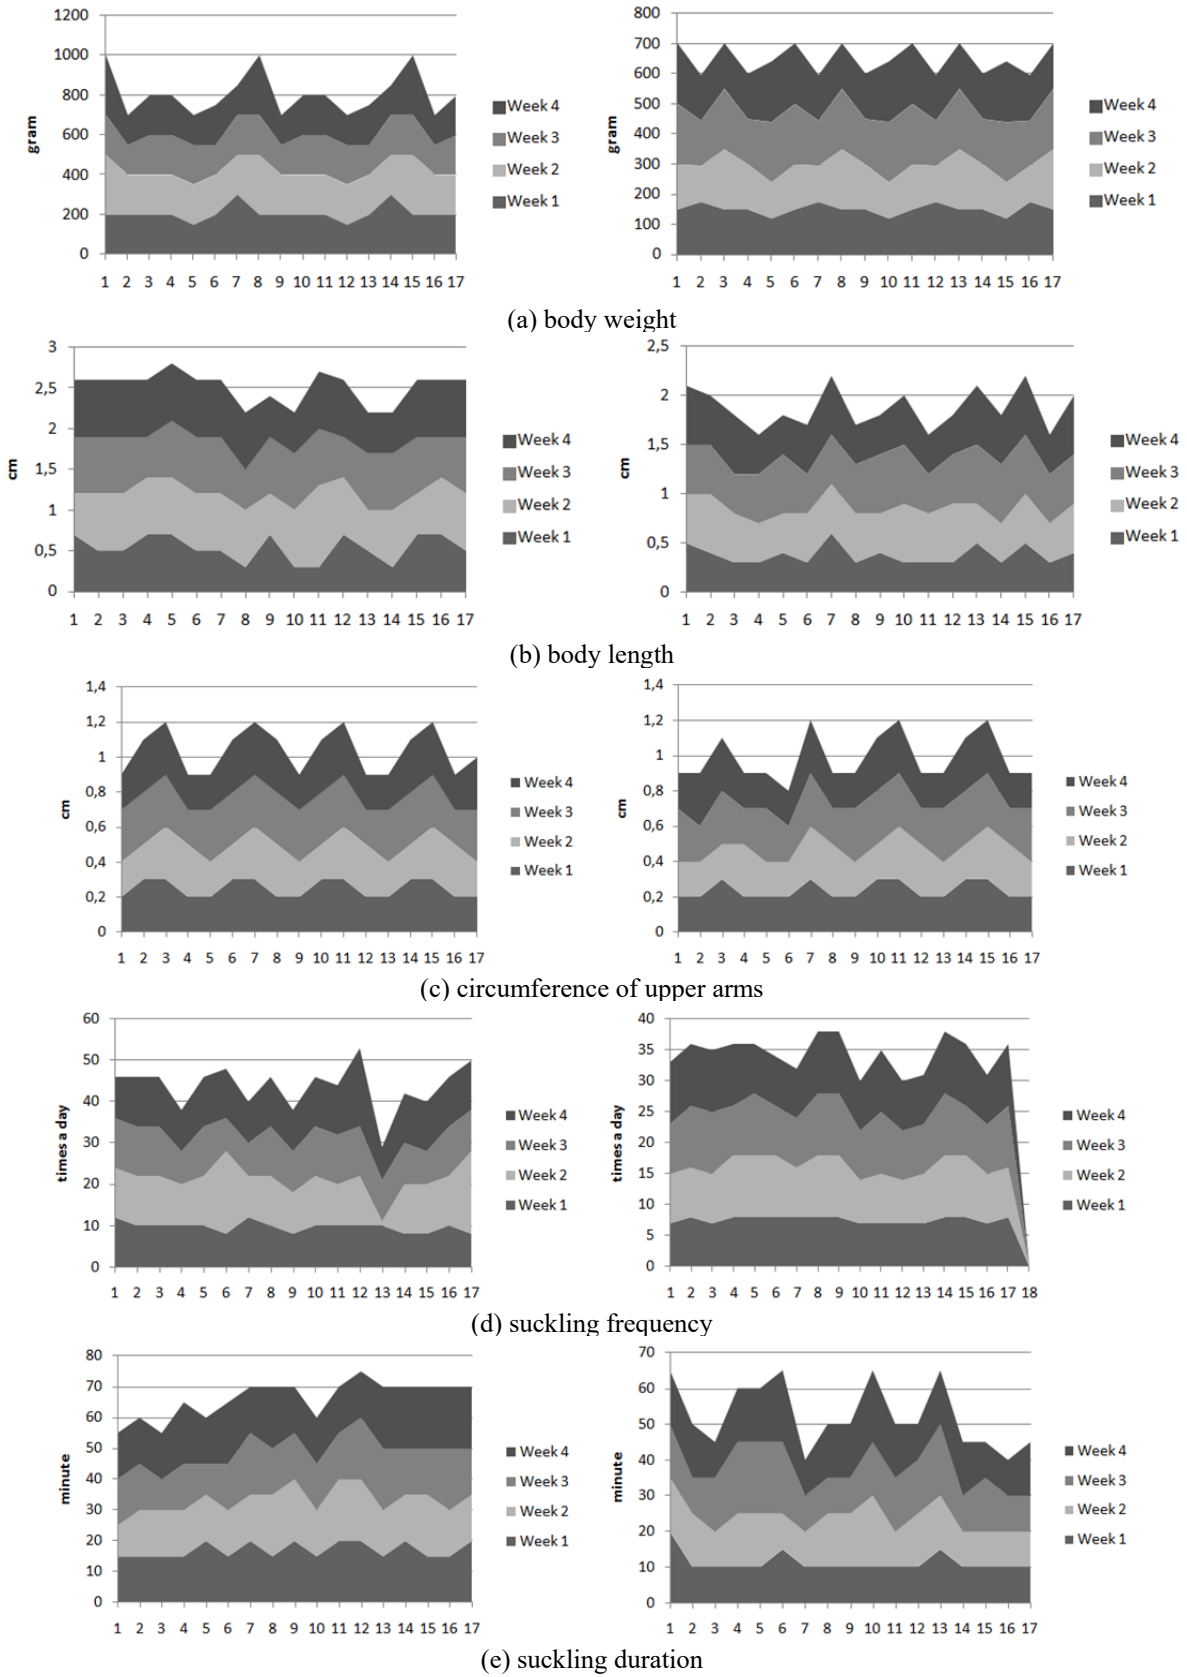 1200
1000
800
600
400
200
0
gram
1 2 3 4 5 6 7 8 9 10 11 12 13 14 15 16 17
Week 4
Week 3
Week 2
Week 1
800
700
600
500
400
300
200
100
0
gram
1 2 3 4 5 6 7 8 9 10 11 12 13 14 15 16 17
Week 4
Week 3
Week 2
Week 1
(a) body weight
3
2,5
2
1,5
1
0,5
0
cm
1 2 3 4 5 6 7 8 9 10 11 12 13 14 15 16 17
Week 4
Week 3
Week 2
Week 1
2,5
2
1,5
1
0,5
0
cm
1 2 3 4 5 6 7 8 9 10 11 12 13 14 15 16 17
Week 4
Week 3
Week 2
Week 1
(b) body length
1,4
1,2
1
0,8
0,6
0,4
0,2
0
cm
1 2 3 4 5 6 7 8 9 10 11 12 13 14 15 16 17
Week 4
Week 3
Week 2
Week 1
1,4
1,2
1
0,8
0,6
0,4
0,2
0
cm
1 2 3 4 5 6 7 8 9 10 11 12 13 14 15 16 17
Week 4
Week 3
Week 2
Week 1
(c) circumference of upper arms
60
50
40
30
20
10
0
times a day
1 2 3 4 5 6 7 8 9 10 11 12 13 14 15 16 17
Week 4
Week 3
Week 2
Week 1
40
35
30
25
20
15
10
5
0
times a day
1 2 3 4 5 6 7 8 9 10 11 12 13 14 15 16 17 18
Week 4
Week 3
Week 2
Week 1
(d) suckling frequency
80
70
60
50
40
30
20
10
0
minute
1 2 3 4 5 6 7 8 9 10 11 12 13 14 15 16 17
Week 4
Week 3
Week 2
Week 1
70
60
50
40
30
20
10
0
minute
1 2 3 4 5 6 7 8 9 10 11 12 13 14 15 16 17
Week 4
Week 3
Week 2
Week 1
(e) suckling duration